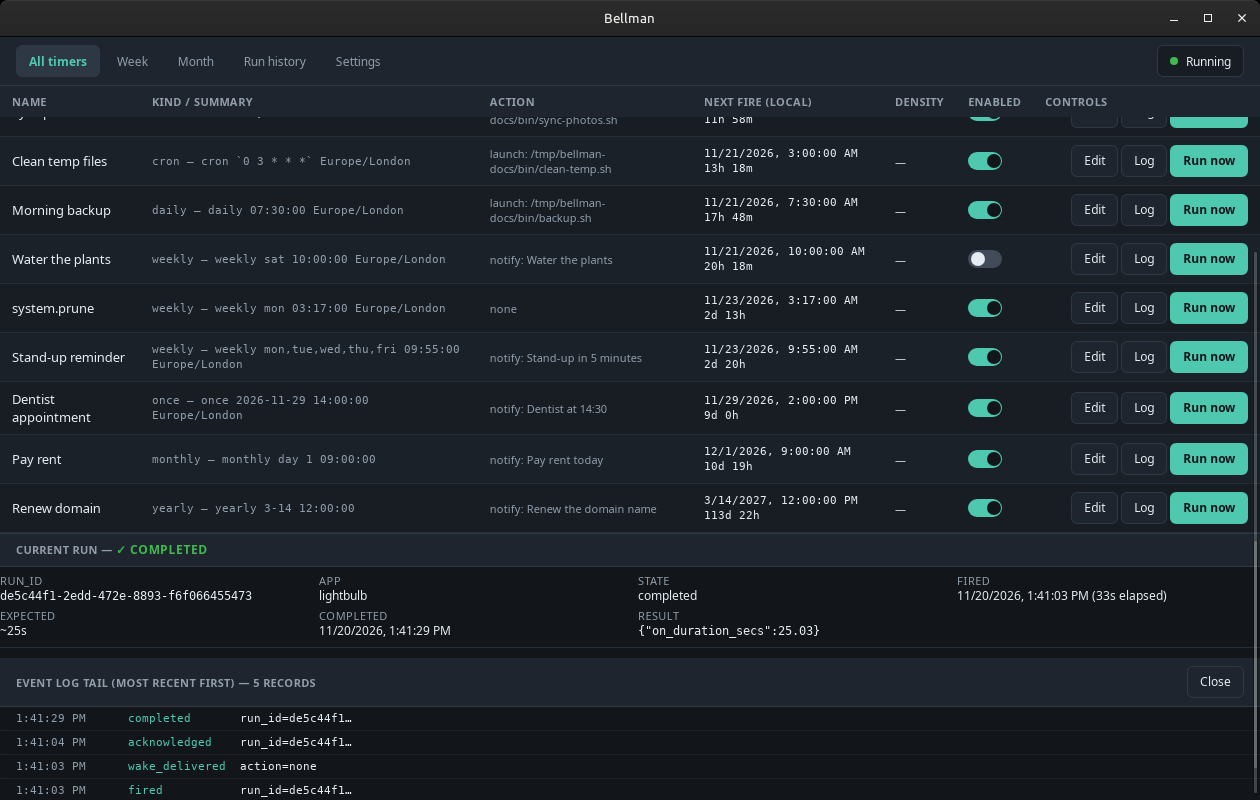 Bellman
All timers Week Month Run history Settings Running
NAME KIND / SUMMARY ACTION NEXT FIRE (LOCAL) DENSITY ENABLED CONTROLS
docs/bin/sync-photos.sh 11h 58m
Clean temp files cron — cron `0 3 * * *` Europe/London launch: /tmp/bellman- 11/21/2026, 3:00:00 AM — Edit Log Run now
docs/bin/clean-temp.sh 13h 18m
Morning backup daily — daily 07:30:00 Europe/London launch: /tmp/bellman- 11/21/2026, 7:30:00 AM — Edit Log Run now
docs/bin/backup.sh 17h 48m
Water the plants weekly — weekly sat 10:00:00 Europe/London notify: Water the plants 11/21/2026, 10:00:00 AM — Edit Log Run now
20h 18m
system.prune weekly — weekly mon 03:17:00 Europe/London none 11/23/2026, 3:17:00 AM — Edit Log Run now
2d 13h
Stand-up reminder weekly — weekly mon,tue,wed,thu,fri 09:55:00 notify: Stand-up in 5 minutes 11/23/2026, 9:55:00 AM — Edit Log Run now
Europe/London 2d 20h
Dentist once — once 2026-11-29 14:00:00 notify: Dentist at 14:30 11/29/2026, 2:00:00 PM — Edit Log Run now
appointment Europe/London 9d 0h
Pay rent monthly — monthly day 1 09:00:00 notify: Pay rent today 12/1/2026, 9:00:00 AM — Edit Log Run now
10d 19h
Renew domain yearly — yearly 3-14 12:00:00 notify: Renew the domain name 3/14/2027, 12:00:00 PM — Edit Log Run now
113d 22h
CURRENT RUN — ✓ COMPLETED
RUN_ID APP STATE FIRED
de5c44f1-2edd-472e-8893-f6f066455473 lightbulb completed 11/20/2026, 1:41:03 PM (33s elapsed)
EXPECTED COMPLETED RESULT
~25s 11/20/2026, 1:41:29 PM {"on_duration_secs":25.03}
EVENT LOG TAIL (MOST RECENT FIRST) — 5 RECORDS Close
1:41:29 PM completed run_id=de5c44f1…
1:41:04 PM acknowledged run_id=de5c44f1…
1:41:03 PM wake_delivered action=none
1:41:03 PM fired run_id=de5c44f1…